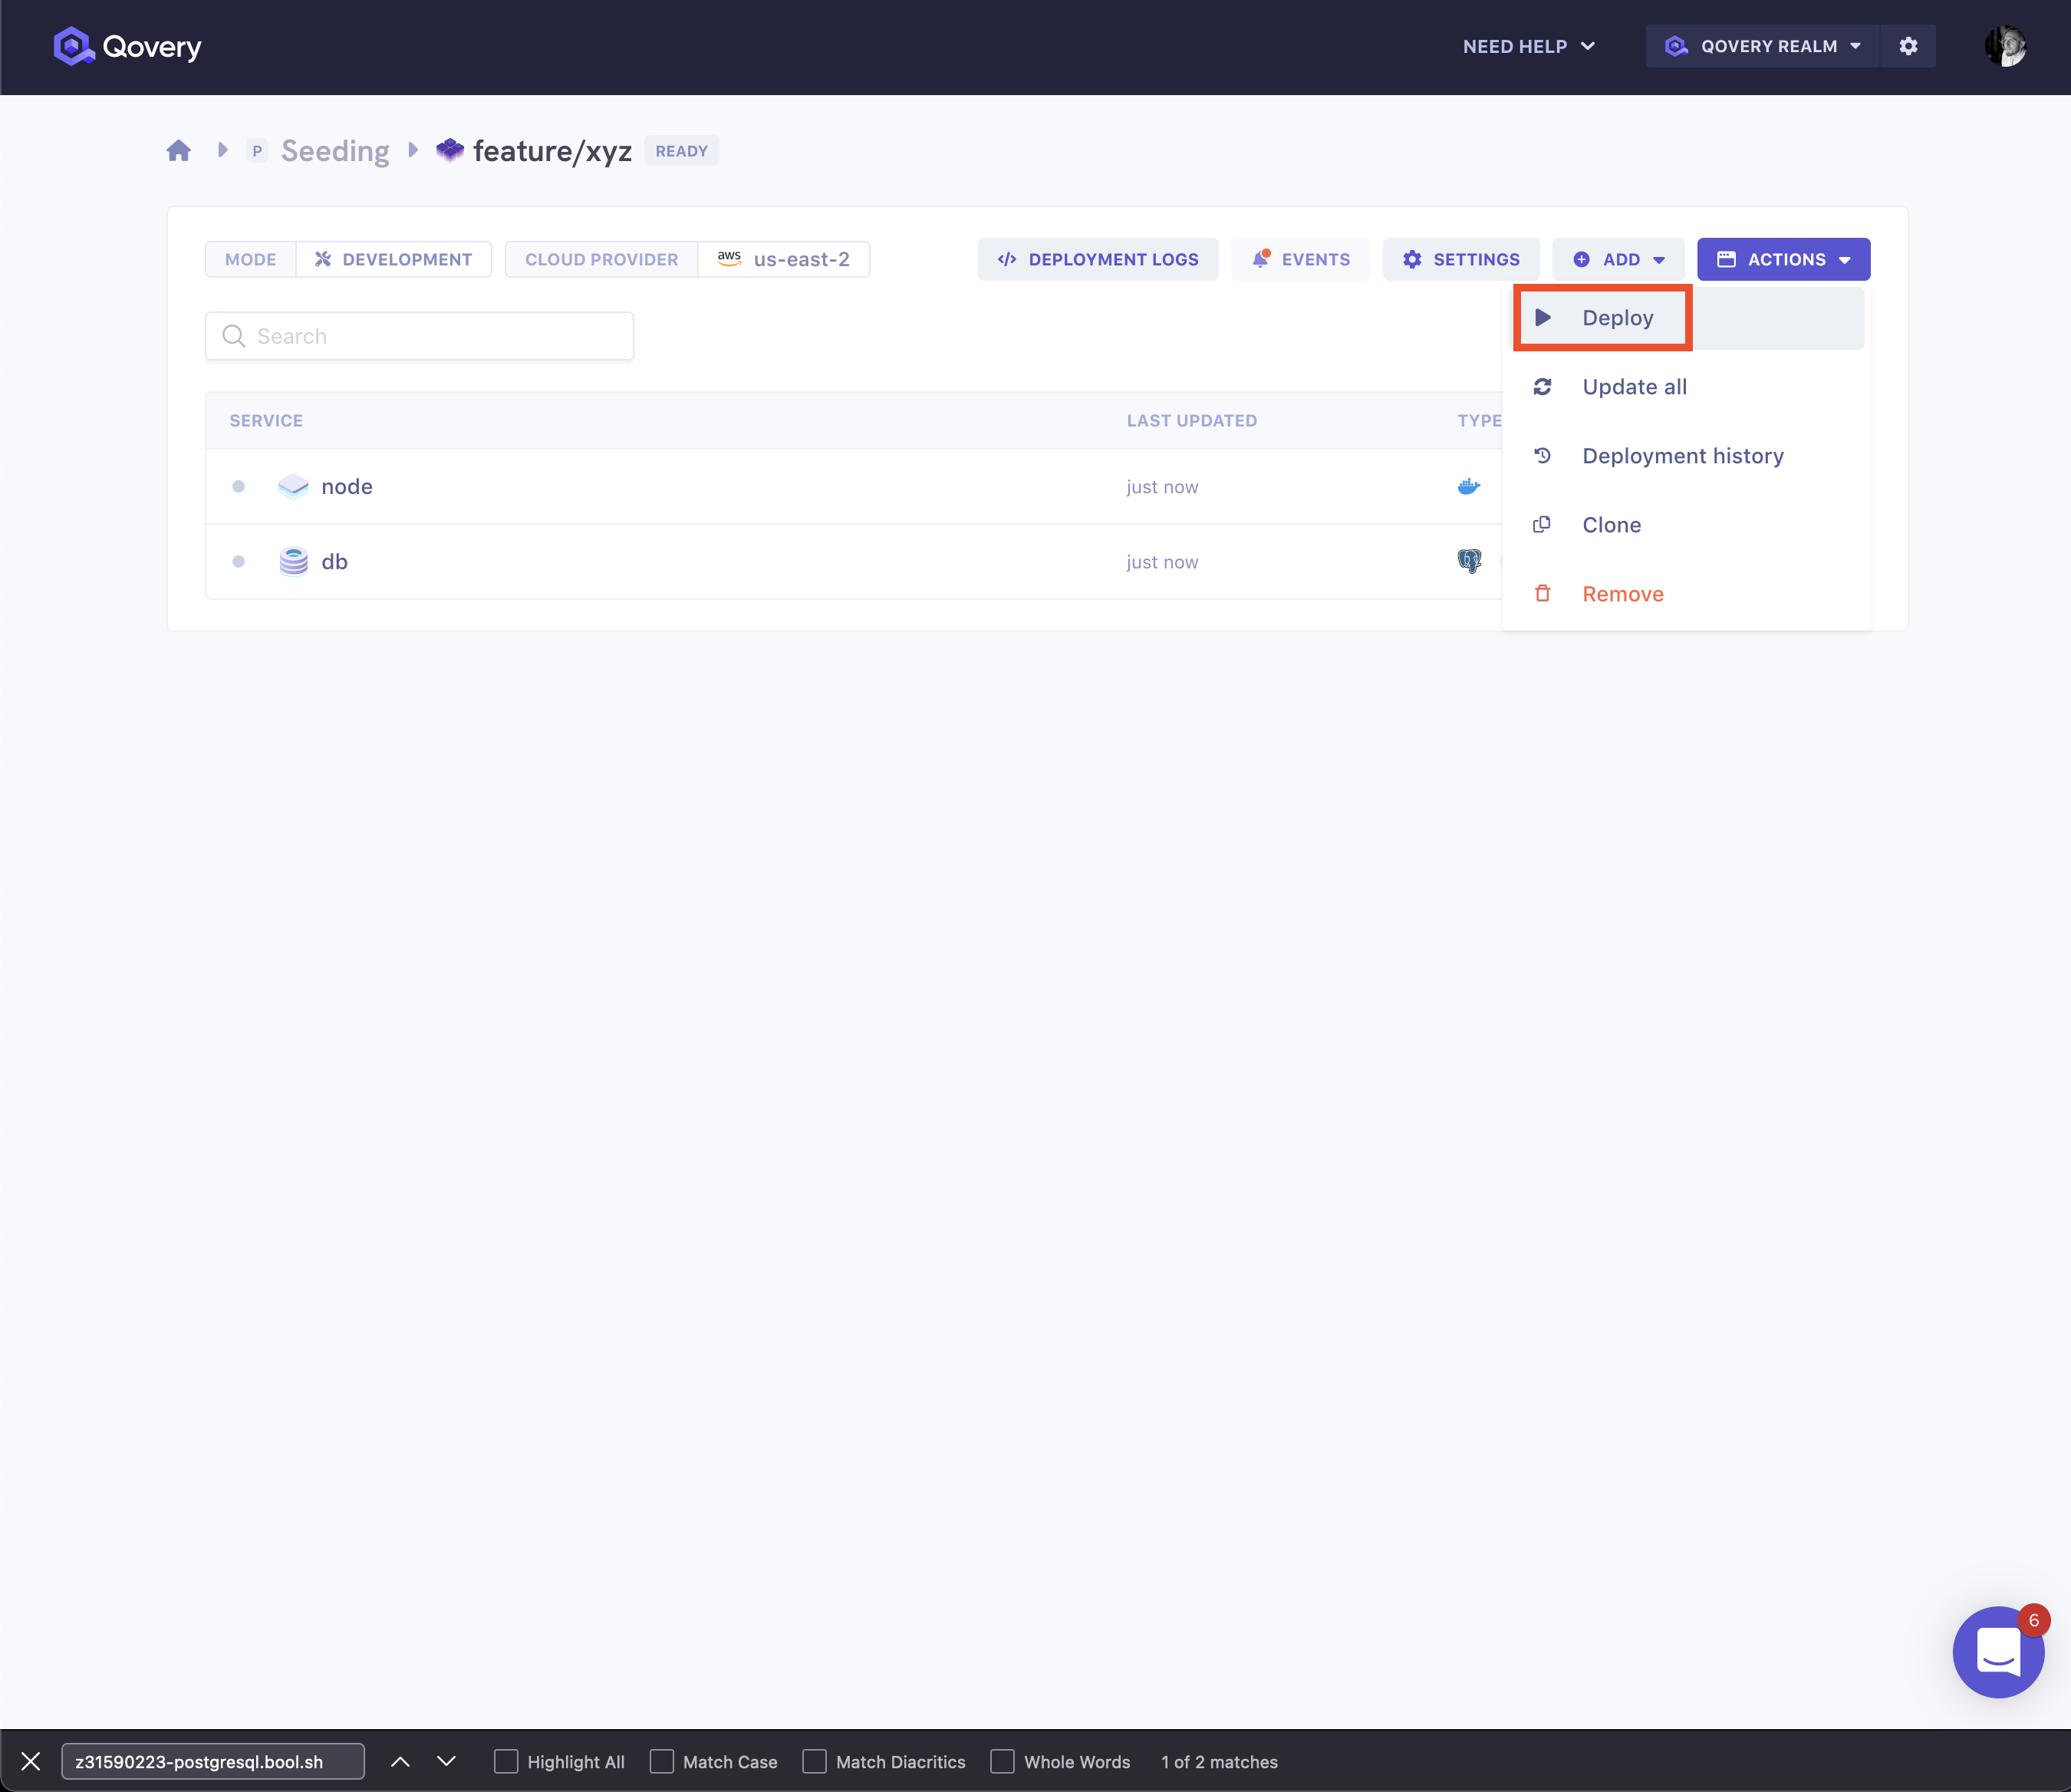 Qovery
NEED HELP
QOVERY REALM
P Seeding feature/xyz READY
MODE DEVELOPMENT CLOUD PROVIDER aws us-east-2
</> DEPLOYMENT LOGS EVENTS SETTINGS ADD ACTIONS
Search
Deploy
Update all
Deployment history
Clone
Remove
SERVICE LAST UPDATED TYPE
node just now
db just now
6
z31590223-postgresql.bool.sh Highlight All Match Case Match Diacritics Whole Words 1 of 2 matches